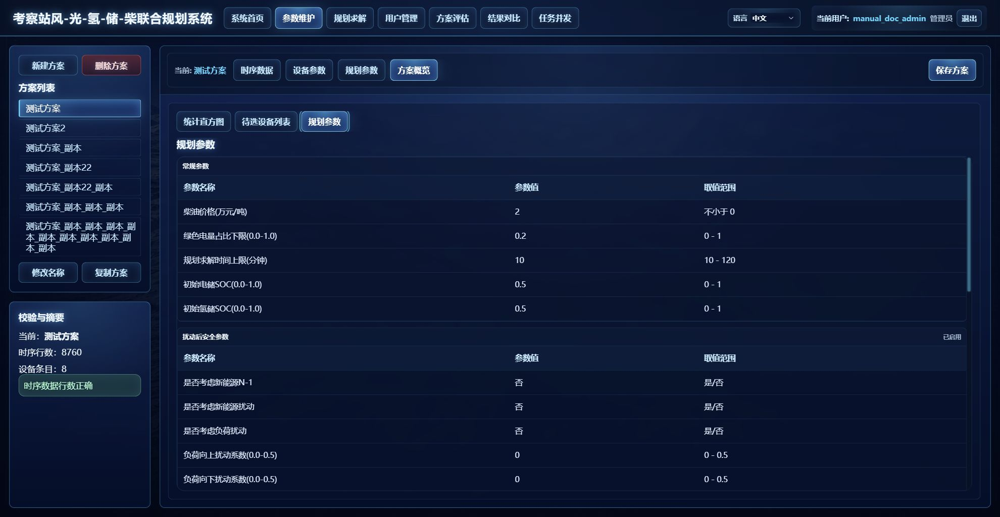 考察站风-光-氢-储-柴联合规划系统 系统首页 参数维护 规划求解 用户管理 方案评估 结果对比 任务并发 语言 中文 当前用户: manual_doc_admin 管理员 退出
新建方案 删除方案
方案列表
测试方案
测试方案2
测试方案_副本
测试方案_副本22
测试方案_副本22_副本
测试方案_副本_副本_副本
测试方案_副本_副本_副本_副
本_副本_副本_副本_副本_副
本_副本
修改名称 复制方案
校验与摘要
当前：测试方案
时序行数：8760
设备条目：8
时序数据行数正确
当前: 测试方案 时序数据 设备参数 规划参数 方案概览 保存方案
统计直方图 待选设备列表 规划参数
规划参数
常规参数
参数名称 参数值 取值范围
柴油价格(万元/吨) 2 不小于 0
绿色电量占比下限(0.0-1.0) 0.2 0 - 1
规划求解时间上限(分钟) 10 10 - 120
初始电储SOC(0.0-1.0) 0.5 0 - 1
初始氢储SOC(0.0-1.0) 0.5 0 - 1
扰动后安全参数 已启用
参数名称 参数值 取值范围
是否考虑新能源N-1 否 是/否
是否考虑新能源扰动 否 是/否
是否考虑负荷扰动 否 是/否
负荷向上扰动系数(0.0-0.5) 0 0 - 0.5
负荷向下扰动系数(0.0-0.5) 0 0 - 0.5